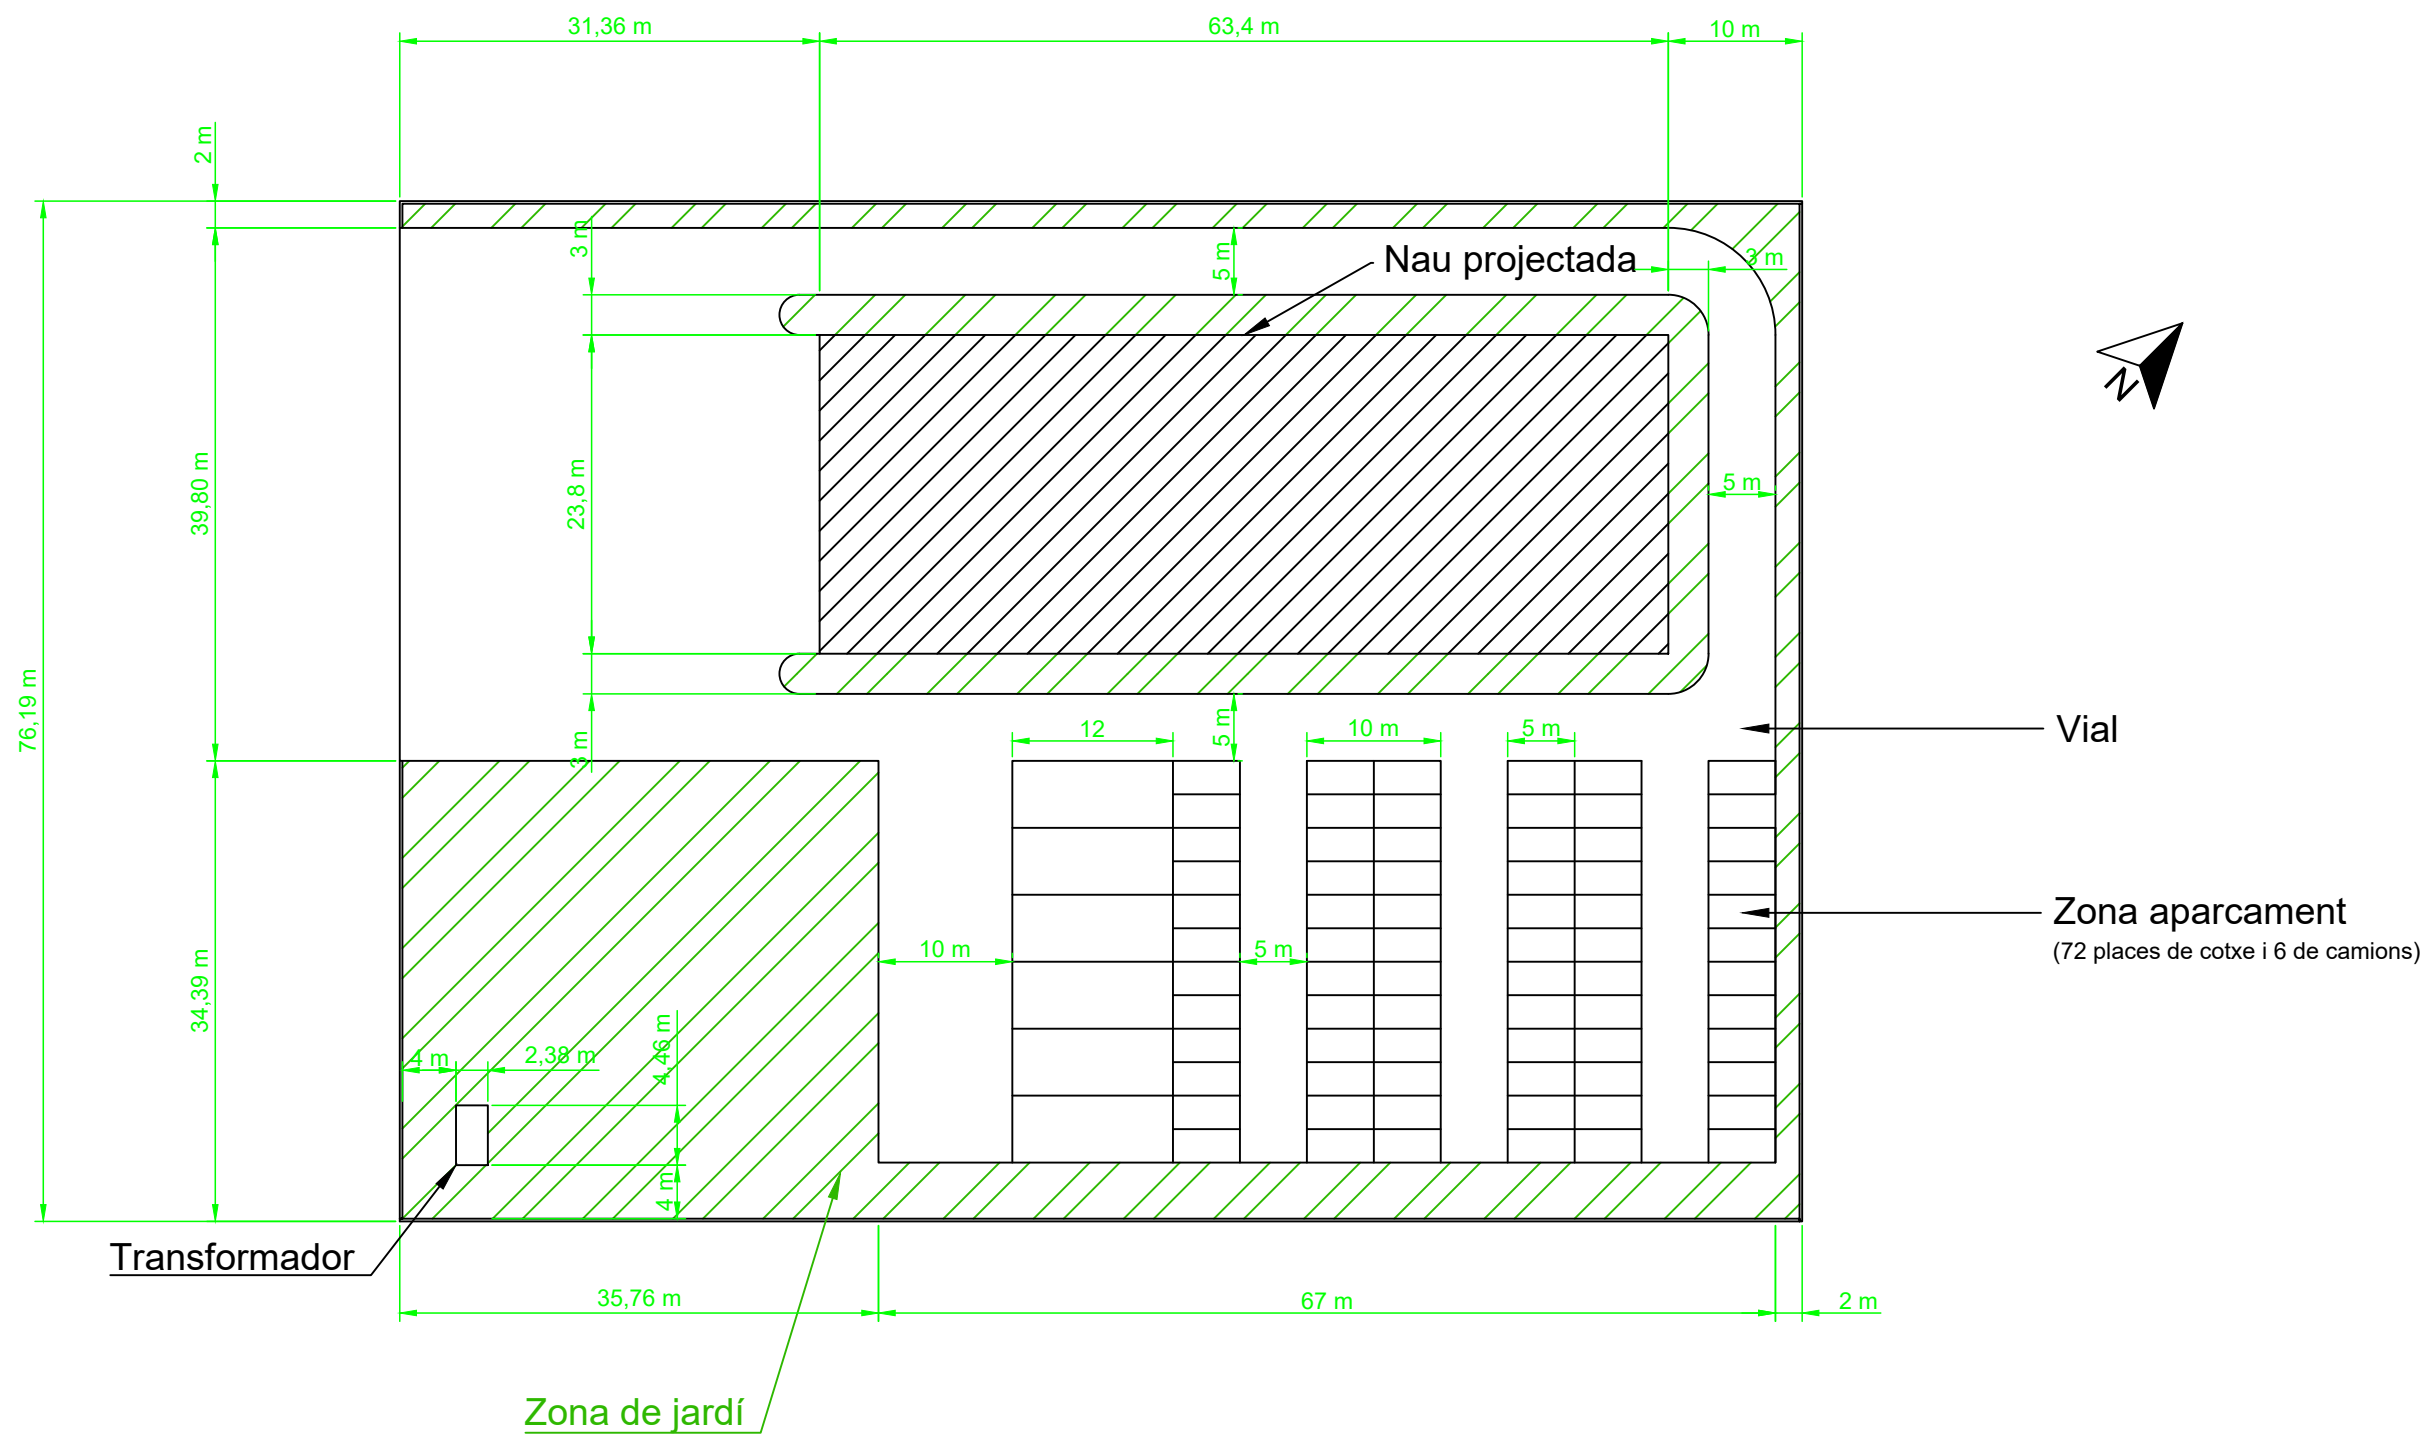 31,36 m
63,4 m
10 m
2 m
3 m
5 m
Nau projectada
3 m
N
39,80 m
23,8 m
5 m
76,19 m
3 m
5 m
12
10 m
5 m
Vial
Zona aparcament
(72 places de cotxe i 6 de camions)
34,39 m
10 m
5 m
4 m
2,38 m
4,46 m
4 m
Transformador
35,76 m
67 m
2 m
Zona de jardí